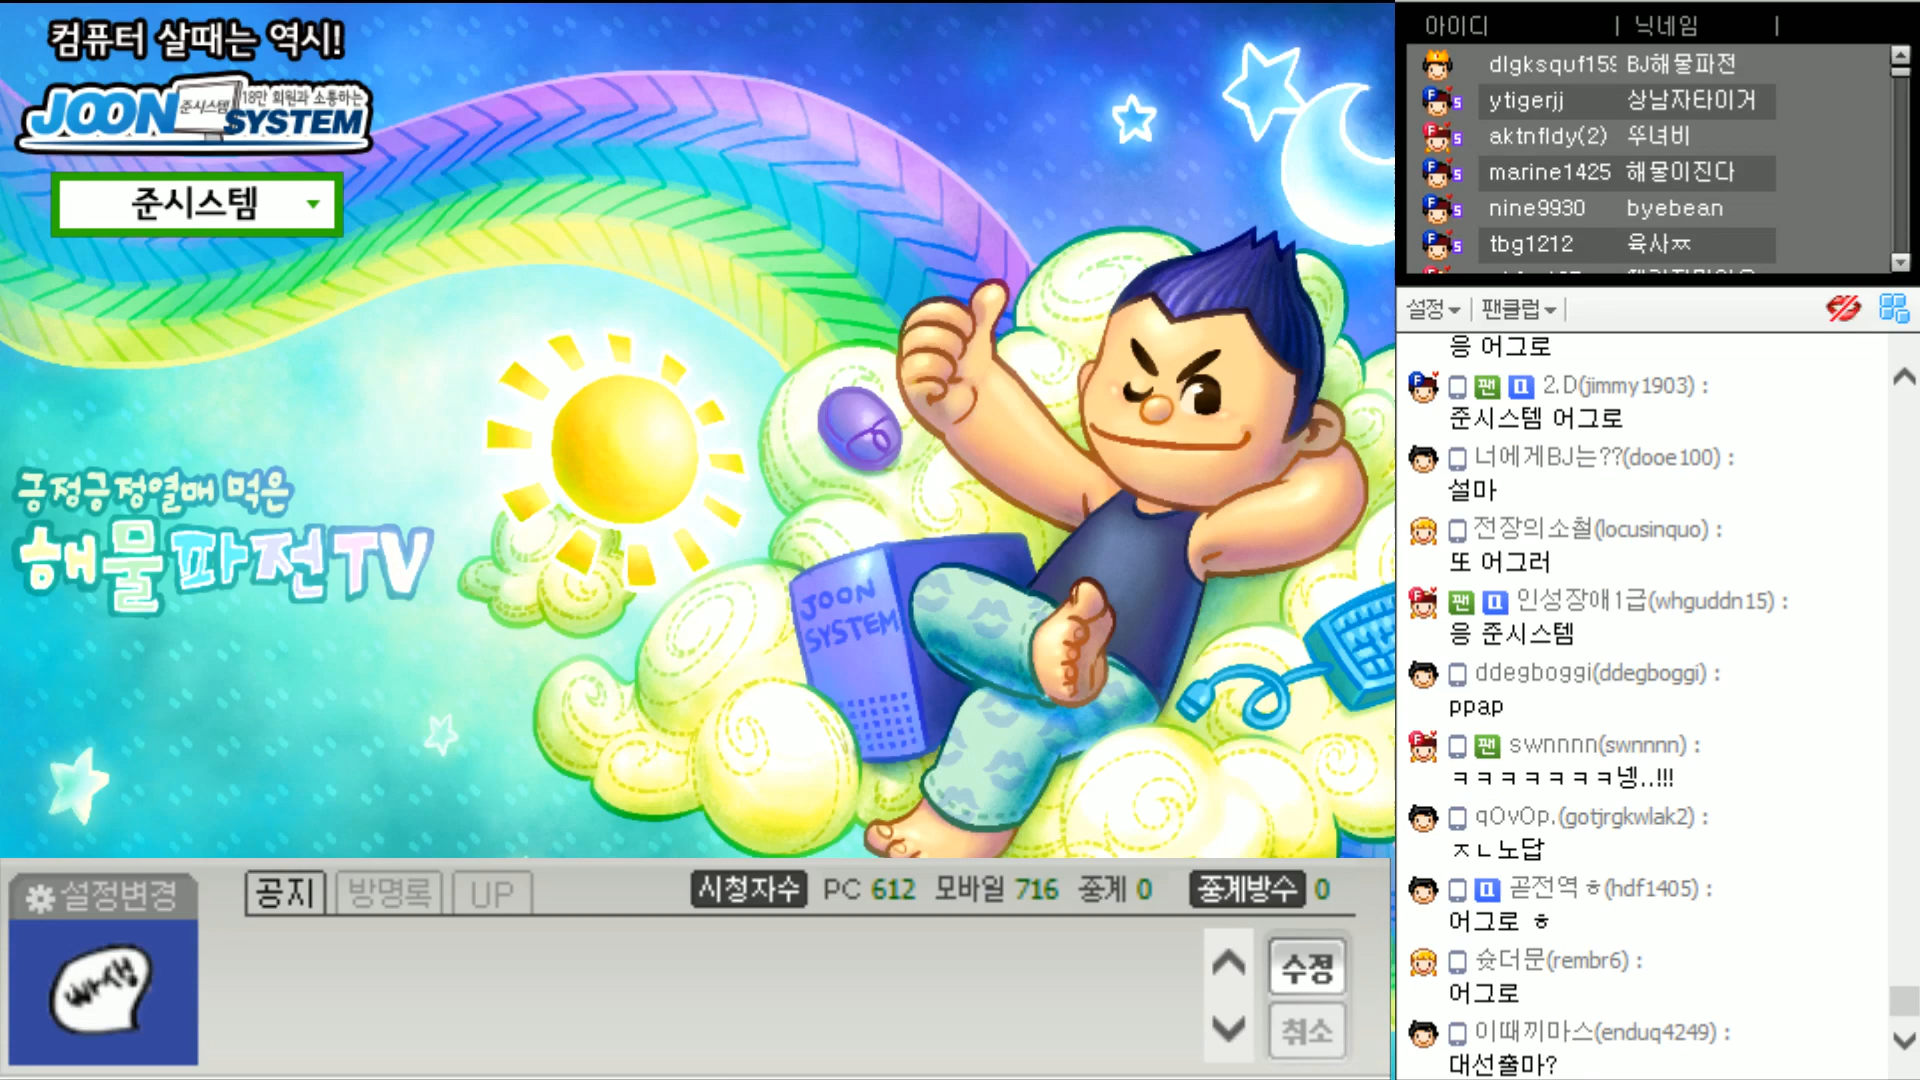 컴퓨터 살때는 역시!
JOON 준시스템 18만 회원과 소통하는 SYSTEM
준시스템
긍정긍정열매 먹은
해물파전TV
JOON
SYSTEM
설정변경
공지 방명록 UP
시청자수 PC 612 모바일 716 중계 0 중계방수 0
수정
취소
아이디 | 닉네임 |
dlgksquf159 BJ해물파전
ytigerjj 상남자타이거
aktnfldy(2) 뚜녀비
marine1425 해물이진다
nine9930 byebean
tbg1212 육사ㅉ
설정 팬클럽
응 어그로
팬 2.D(jimmy1903) :
준시스템 어그로
너에게BJ는??(dooe100) :
설마
전장의소철(locusinquo) :
또 어그러
팬 인성장애1급(whguddn15) :
응 준시스템
ddegboggi(ddegboggi) :
ppap
팬 swnnnn(swnnnn) :
ㅋㅋㅋㅋㅋㅋㅋ넹..!!!
qOvOp.(gotjrgkwlak2) :
ㅈㄴ노답
곧전역ㅎ(hdf1405) :
어그로 ㅎ
슛더문(rembr6) :
어그로
이때끼마스(enduq4249) :
대선출마?